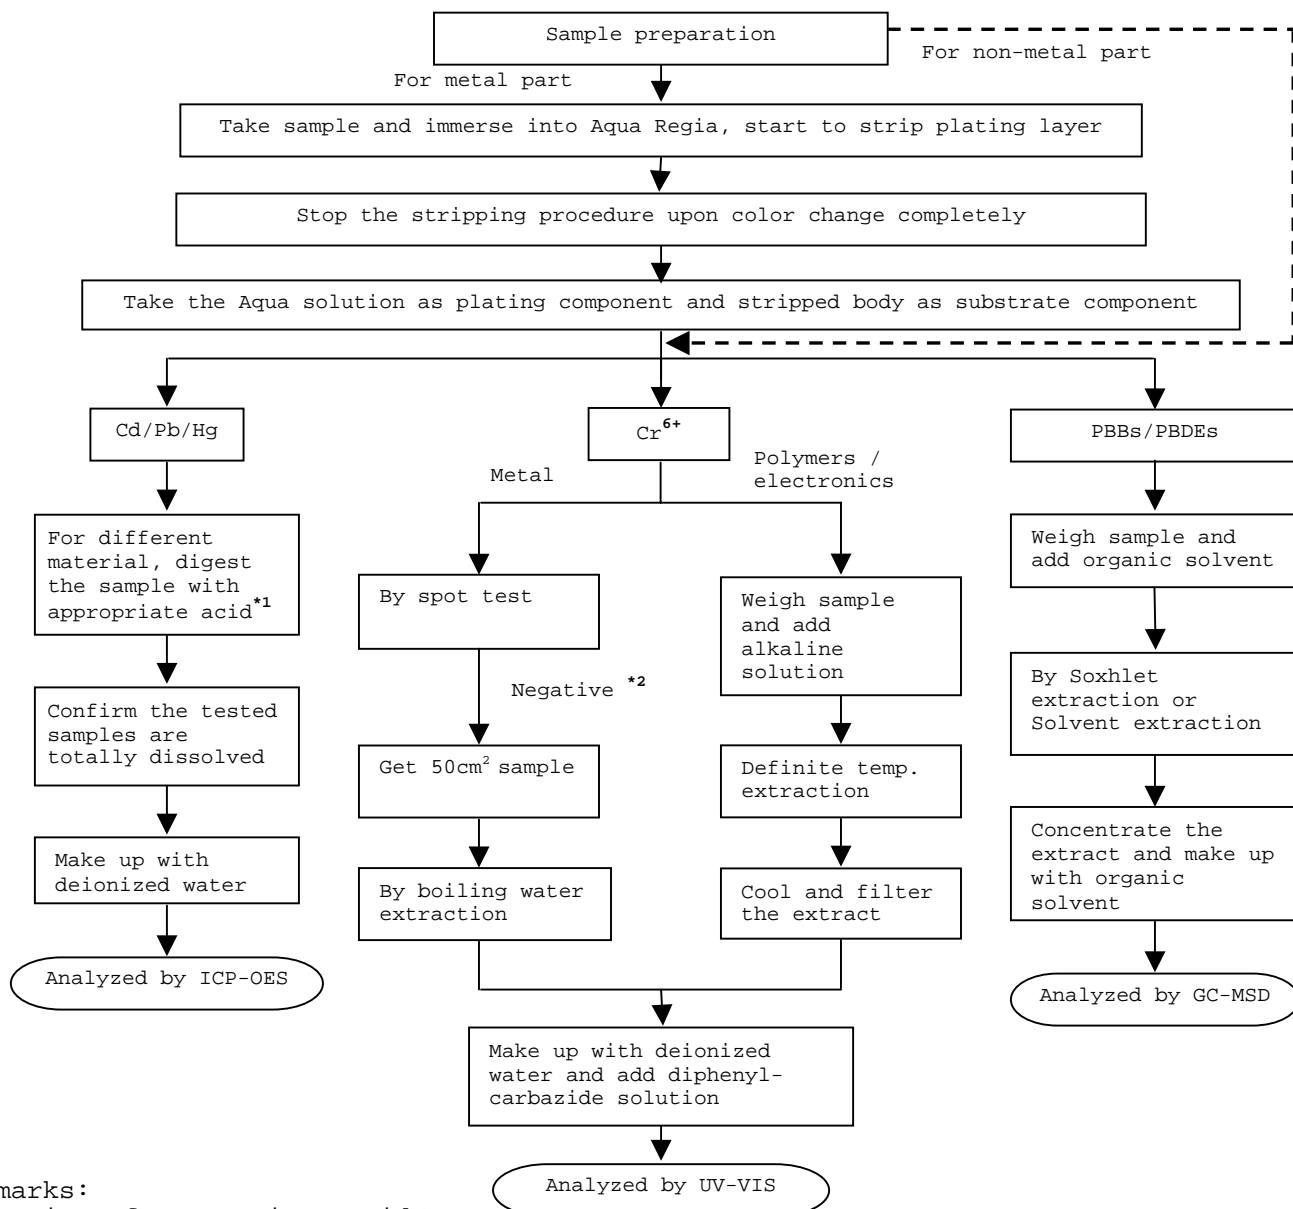 Sample preparation
For non-metal part
For metal part
Take sample and immerse into Aqua Regia, start to strip plating layer
Stop the stripping procedure upon color change completely
Take the Aqua solution as plating component and stripped body as substrate component
Cd/Pb/Hg
Cr⁶⁺
PBBs/PBDEs
Metal
Polymers /
electronics
For different
material, digest
the sample with
appropriate acid*1
By spot test
Weigh sample
and add
alkaline
solution
Weigh sample and
add organic solvent
Negative *2
Confirm the tested
samples are
totally dissolved
Get 50cm² sample
Definite temp.
extraction
By Soxhlet
extraction or
Solvent extraction
Make up with
deionized water
By boiling water
extraction
Cool and filter
the extract
Concentrate the
extract and make up
with organic
solvent
Analyzed by ICP-OES
Analyzed by GC-MSD
Make up with deionized
water and add diphenyl-
carbazide solution
Analyzed by UV-VIS
marks: